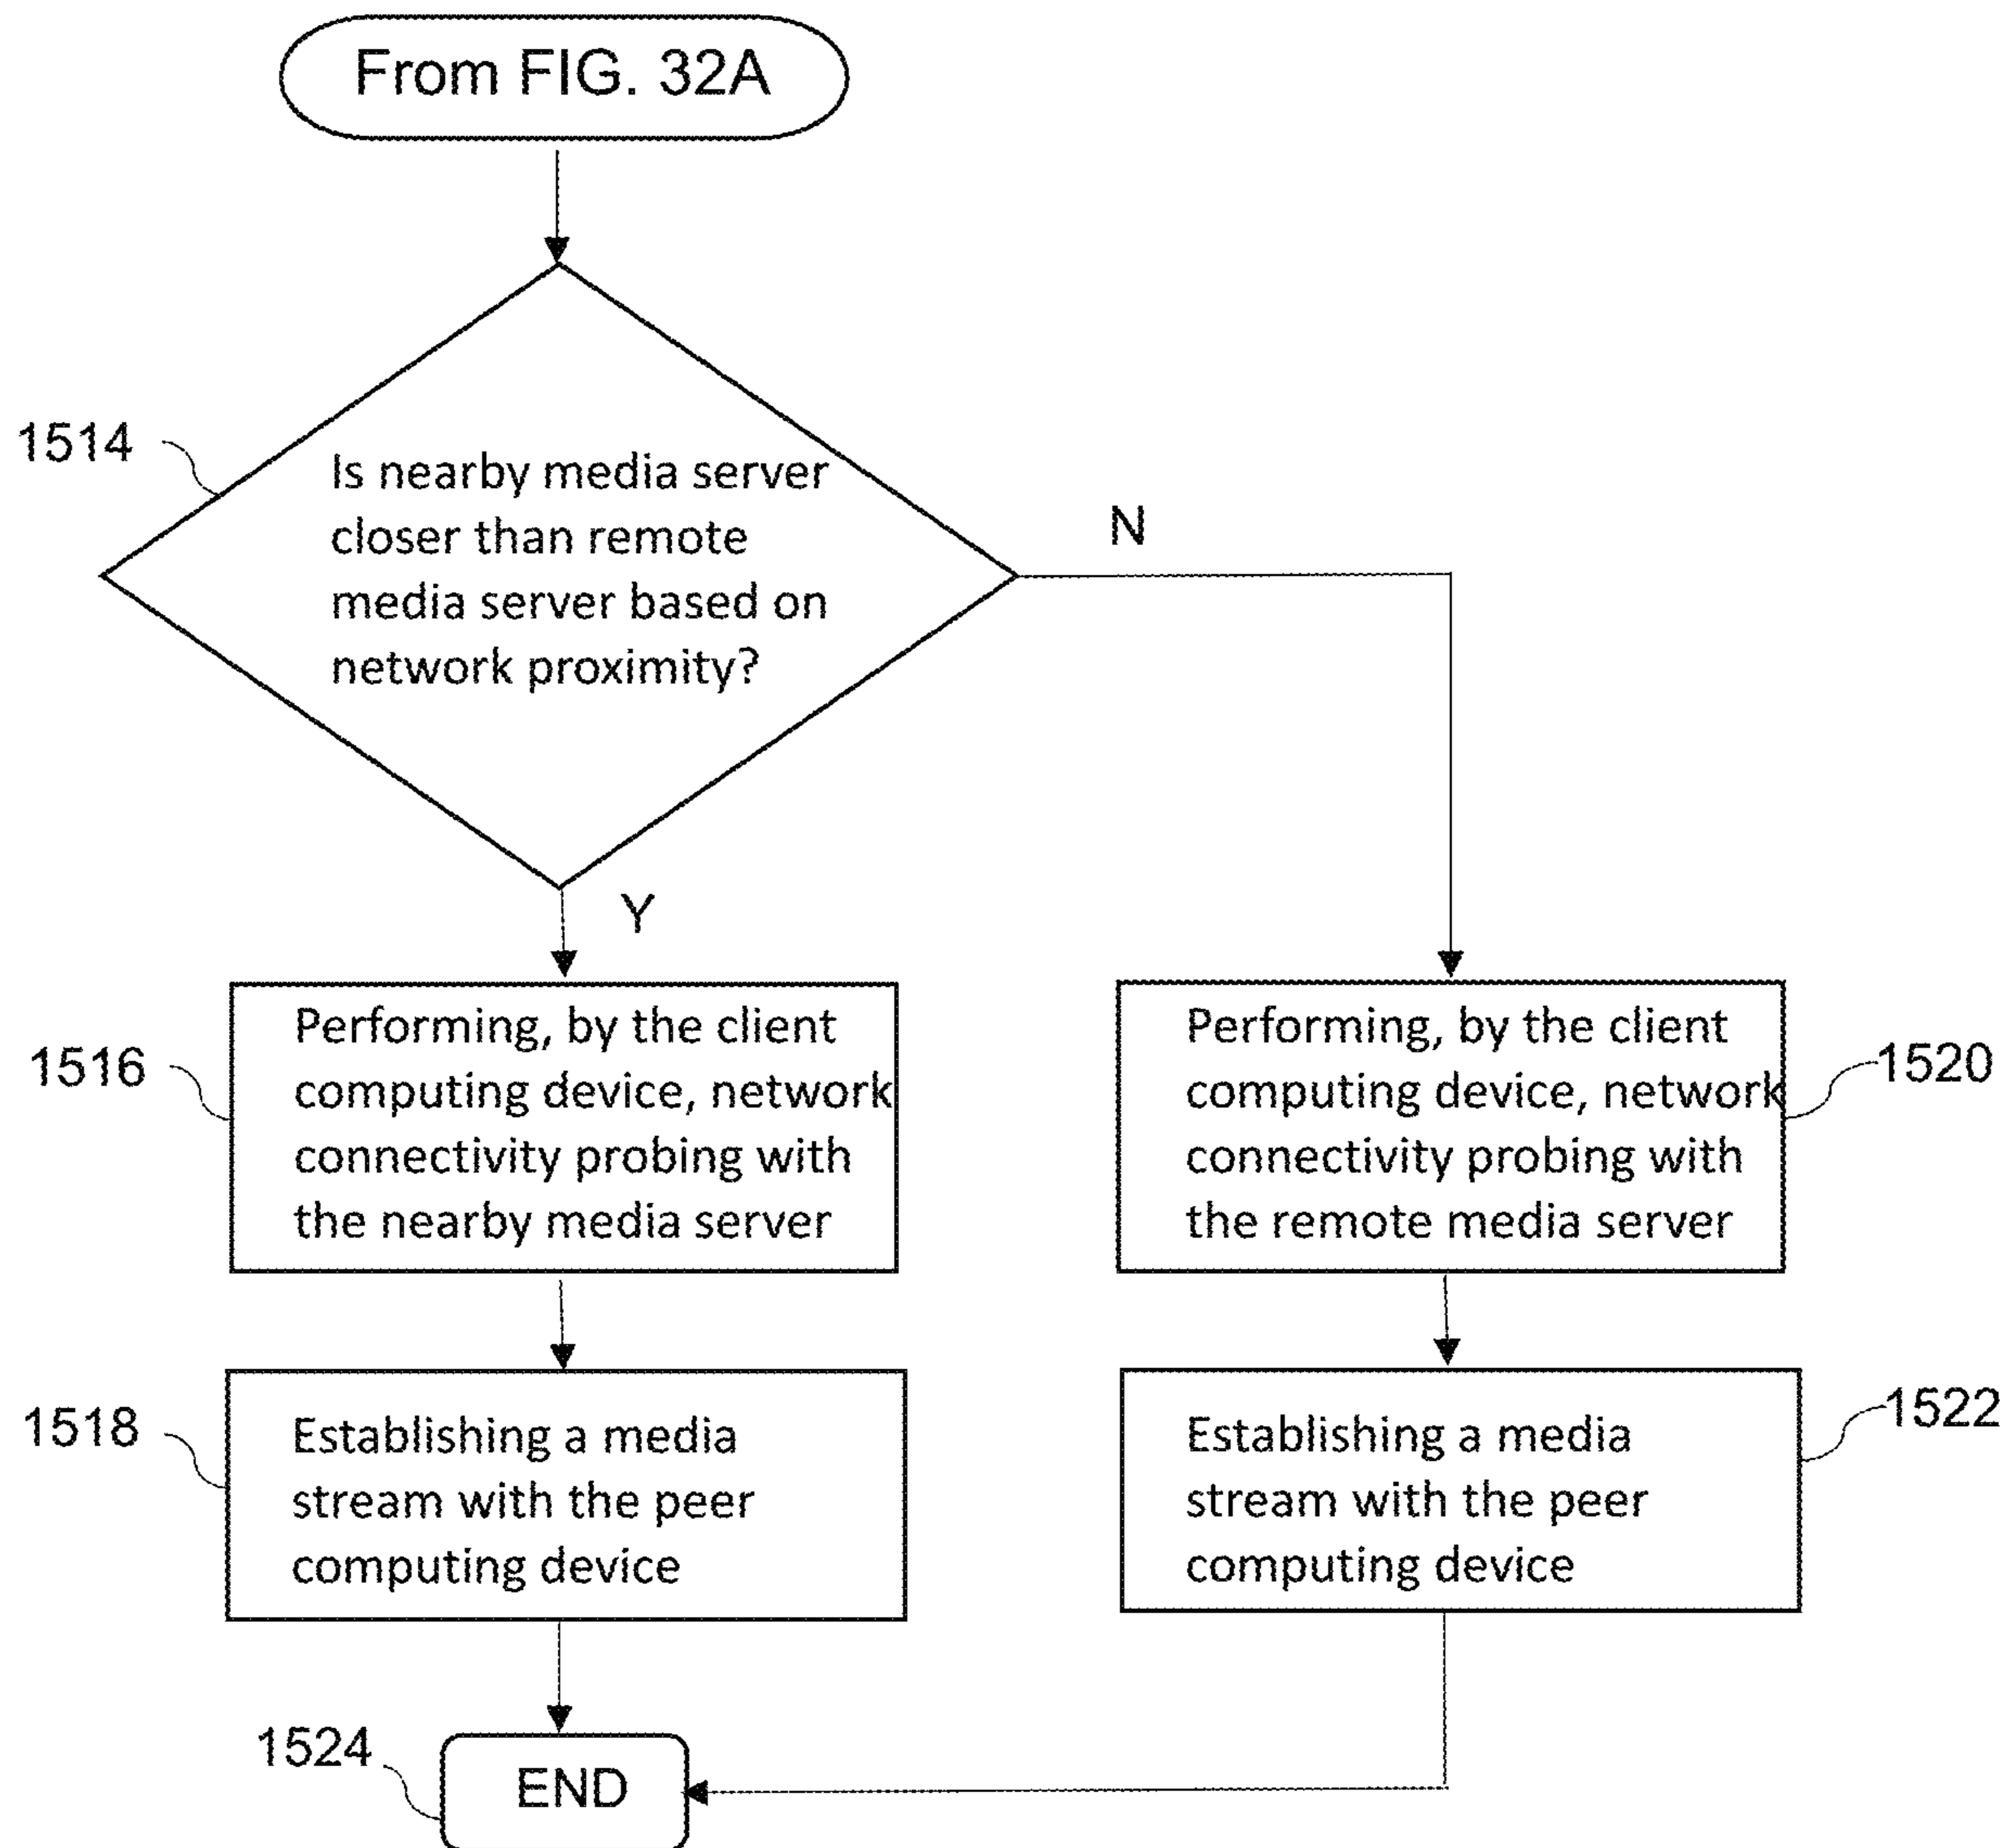 From FIG. 32A
1514
Is nearby media server
closer than remote
media server based on
network proximity?
N
Y
1516
Performing, by the client
computing device, network
connectivity probing with
the nearby media server
Performing, by the client
computing device, network
connectivity probing with
the remote media server
1520
1518
Establishing a media
stream with the peer
computing device
Establishing a media
stream with the peer
computing device
1522
1524
END